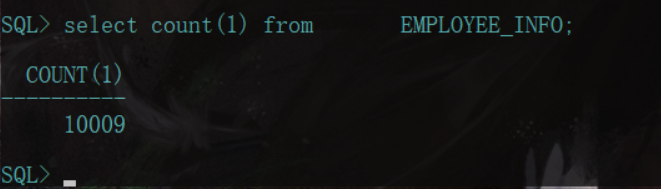 SQL> select count(1) from       EMPLOYEE_INFO;
  COUNT(1)
----------
     10009
SQL>